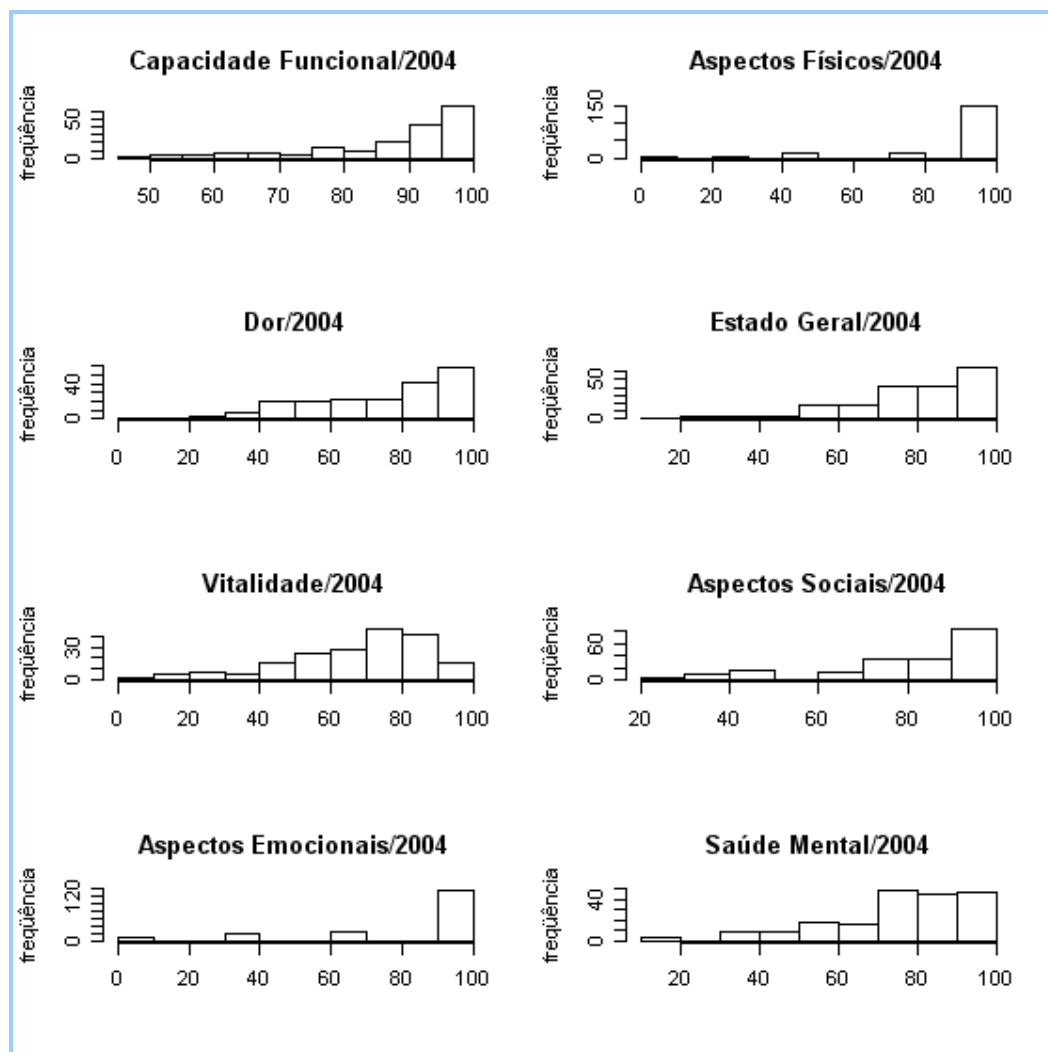 Capacidade Funcional/2004
freqüência
0 50
50 60 70 80 90 100
Aspectos Físicos/2004
freqüência
0 150
0 20 40 60 80 100
Dor/2004
freqüência
0 40
0 20 40 60 80 100
Estado Geral/2004
freqüência
0 50
20 40 60 80 100
Vitalidade/2004
freqüência
0 30
0 20 40 60 80 100
Aspectos Sociais/2004
freqüência
0 60
20 40 60 80 100
Aspectos Emocionais/2004
freqüência
0 120
0 20 40 60 80 100
Saúde Mental/2004
freqüência
0 40
20 40 60 80 100